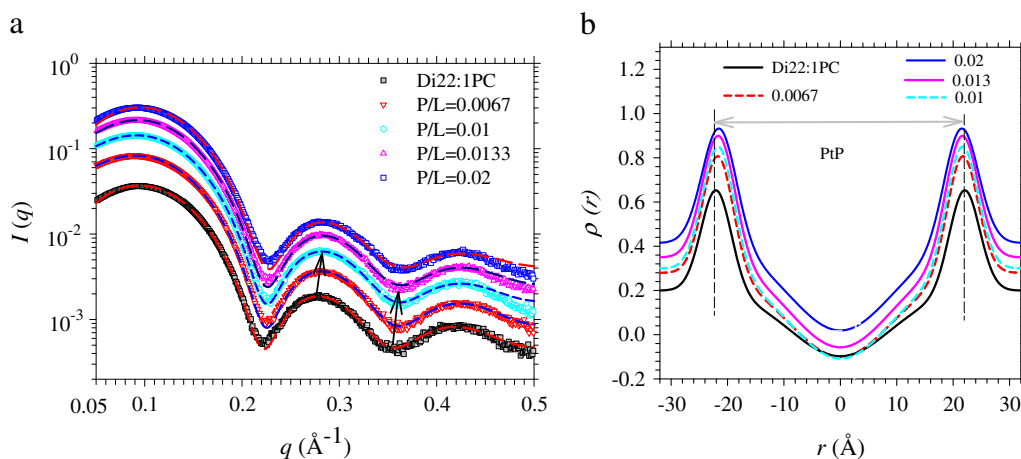 a
b
10^0
10^-1
10^-2
10^-3
I (q)
Di22:1PC
P/L=0.0067
P/L=0.01
P/L=0.0133
P/L=0.02
0.05 0.1 0.2 0.3 0.4 0.5
q (Å^-1)
1.2
1.0
0.8
0.6
0.4
0.2
0.0
-0.2
ρ (r)
Di22:1PC
0.0067
0.02
0.013
0.01
PtP
-30 -20 -10 0 10 20 30
r (Å)